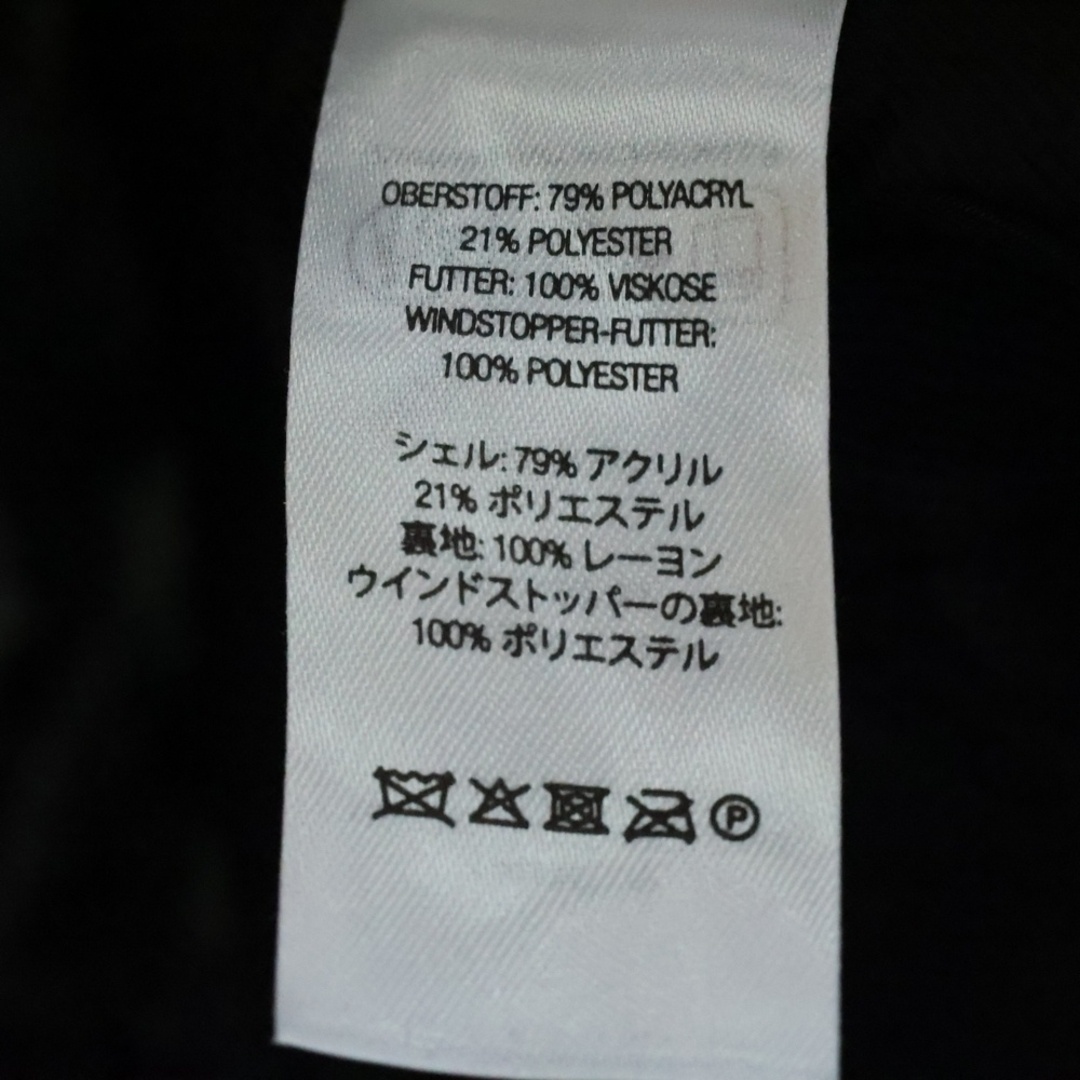 OBERSTOFF: 79% POLYACRYL
21% POLYESTER
FUTTER: 100% VISKOSE
WINDSTOPPER-FUTTER:
100% POLYESTER
シェル: 79% アクリル
21% ポリエステル
裏地: 100% レーヨン
ウインドストッパーの裏地:
100% ポリエステル
P